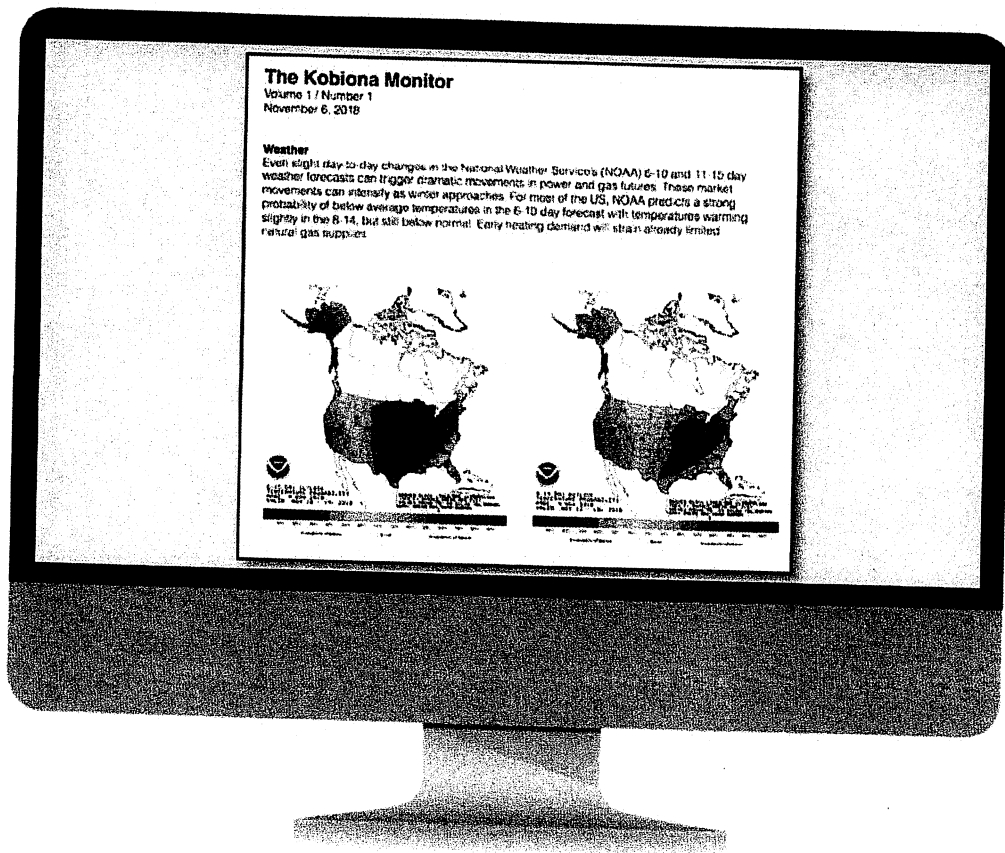 The Kobiona Monitor
Volume 1 / Number 1
November 6, 2018
Weather
Even slight day-to-day changes in the National Weather Service's (NOAA) 6-10 and 11-15 day
weather forecasts can trigger dramatic movements in power and gas futures. These market
movements can intensify as winter approaches. For most of the US, NOAA predicts a strong
probability of below average temperatures in the 6-10 day forecast with temperatures warming
slightly in the 8-14, but still below normal. Early heating demand will strain already limited
natural gas supplies.